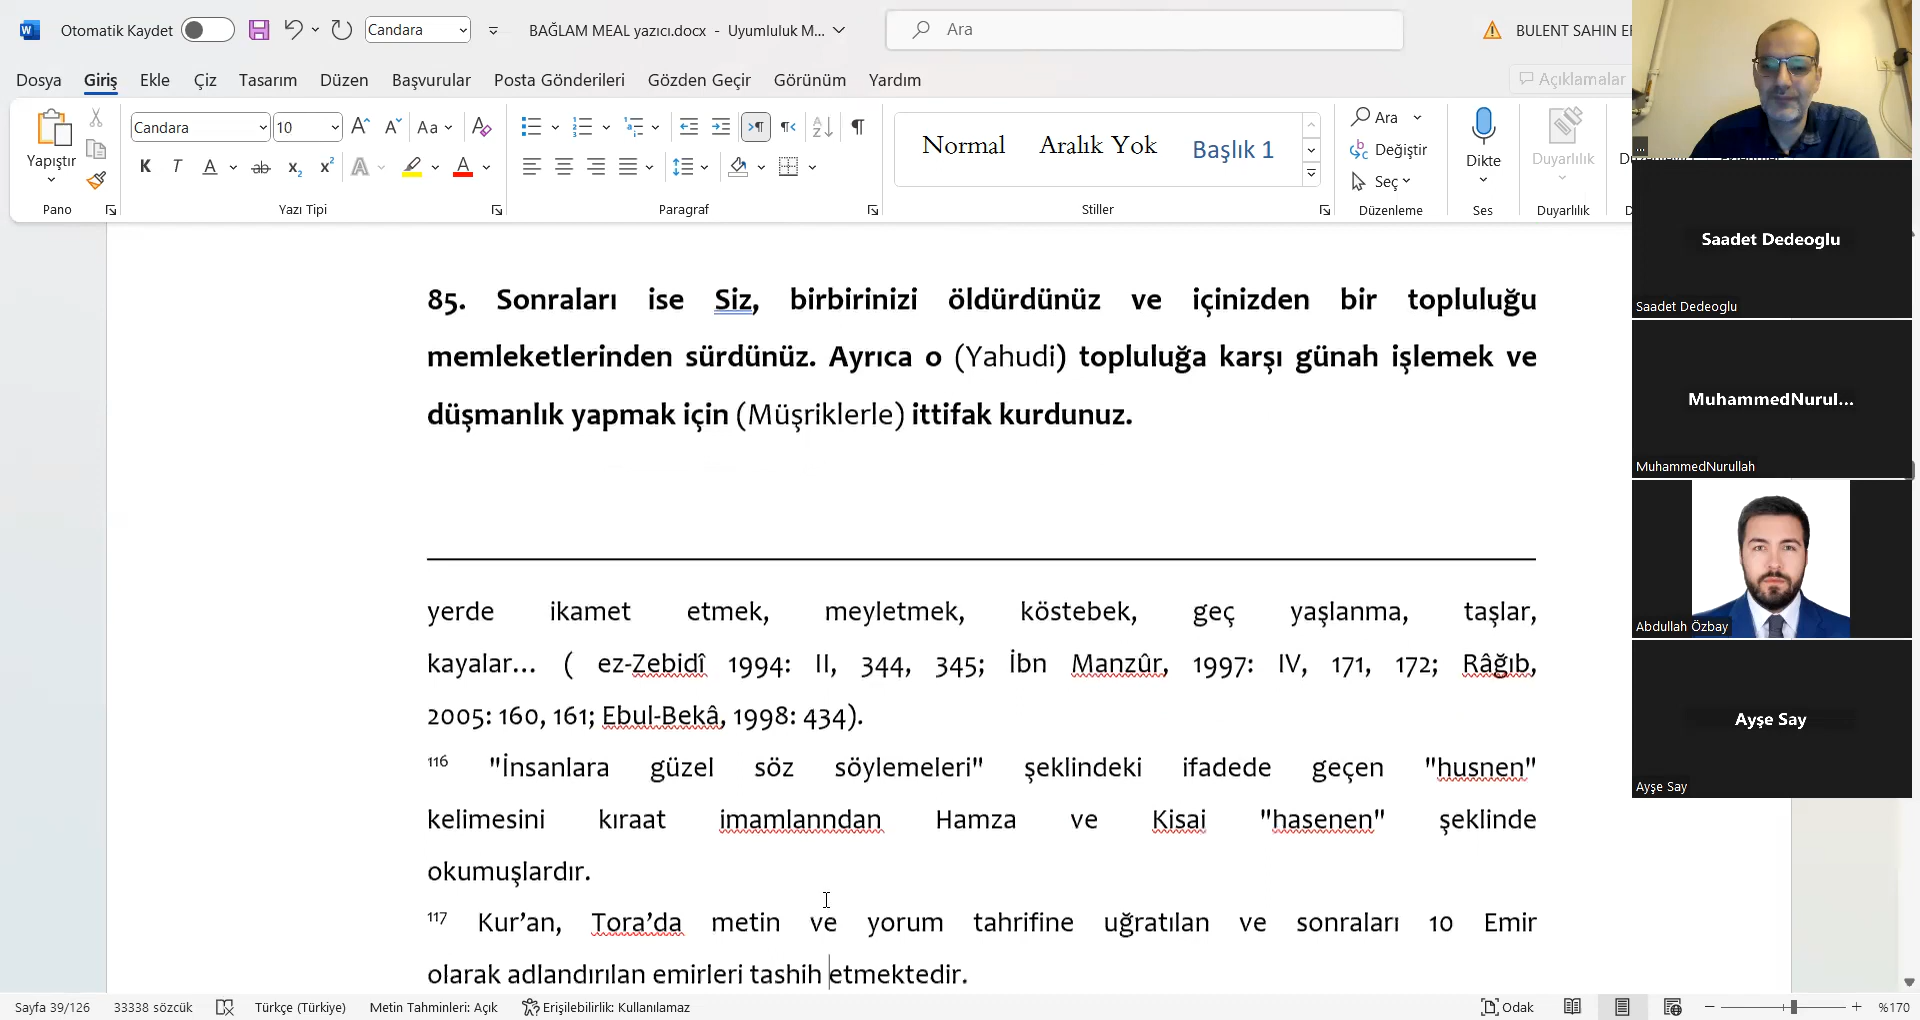 Otomatik Kaydet Candara BAĞLAM MEAL yazıcı.docx - Uyumluluk M... Ara BULENT SAHIN
Dosya Giriş Ekle Çiz Tasarım Düzen Başvurular Posta Gönderileri Gözden Geçir Görünüm Yardım Açıklamalar
Yapıştır Candara 10 Aa Normal Aralık Yok Başlık 1 Ara Değiştir Seç Dikte Duyarlılık
K T A ab x₂ x² A A
Pano Yazı Tipi Paragraf Stiller Düzenleme Ses Duyarlılık
85. Sonraları ise Siz, birbirinizi öldürdünüz ve içinizden bir topluluğu
memleketlerinden sürdünüz. Ayrıca o (Yahudi) topluluğa karşı günah işlemek ve
düşmanlık yapmak için (Müşriklerle) ittifak kurdunuz.
yerde ikamet etmek, meyletmek, köstebek, geç yaşlanma, taşlar,
kayalar... ( ez-Zebidî 1994: II, 344, 345; İbn Manzûr, 1997: IV, 171, 172; Râğıb,
2005: 160, 161; Ebul-Bekâ, 1998: 434).
116 "İnsanlara güzel söz söylemeleri" şeklindeki ifadede geçen "husnen"
kelimesini kıraat imamlarından Hamza ve Kisai "hasenen" şeklinde
okumuşlardır.
117 Kur’an, Tora’da metin ve yorum tahrifine uğratılan ve sonraları 10 Emir
olarak adlandırılan emirleri tashih etmektedir.
Sayfa 39/126 33338 sözcük Türkçe (Türkiye) Metin Tahminleri: Açık Erişilebilirlik: Kullanılamaz Odak %170
Saadet Dedeoglu
Saadet Dedeoglu
MuhammedNurul...
MuhammedNurullah
Abdullah Özbay
Ayşe Say
Ayşe Say